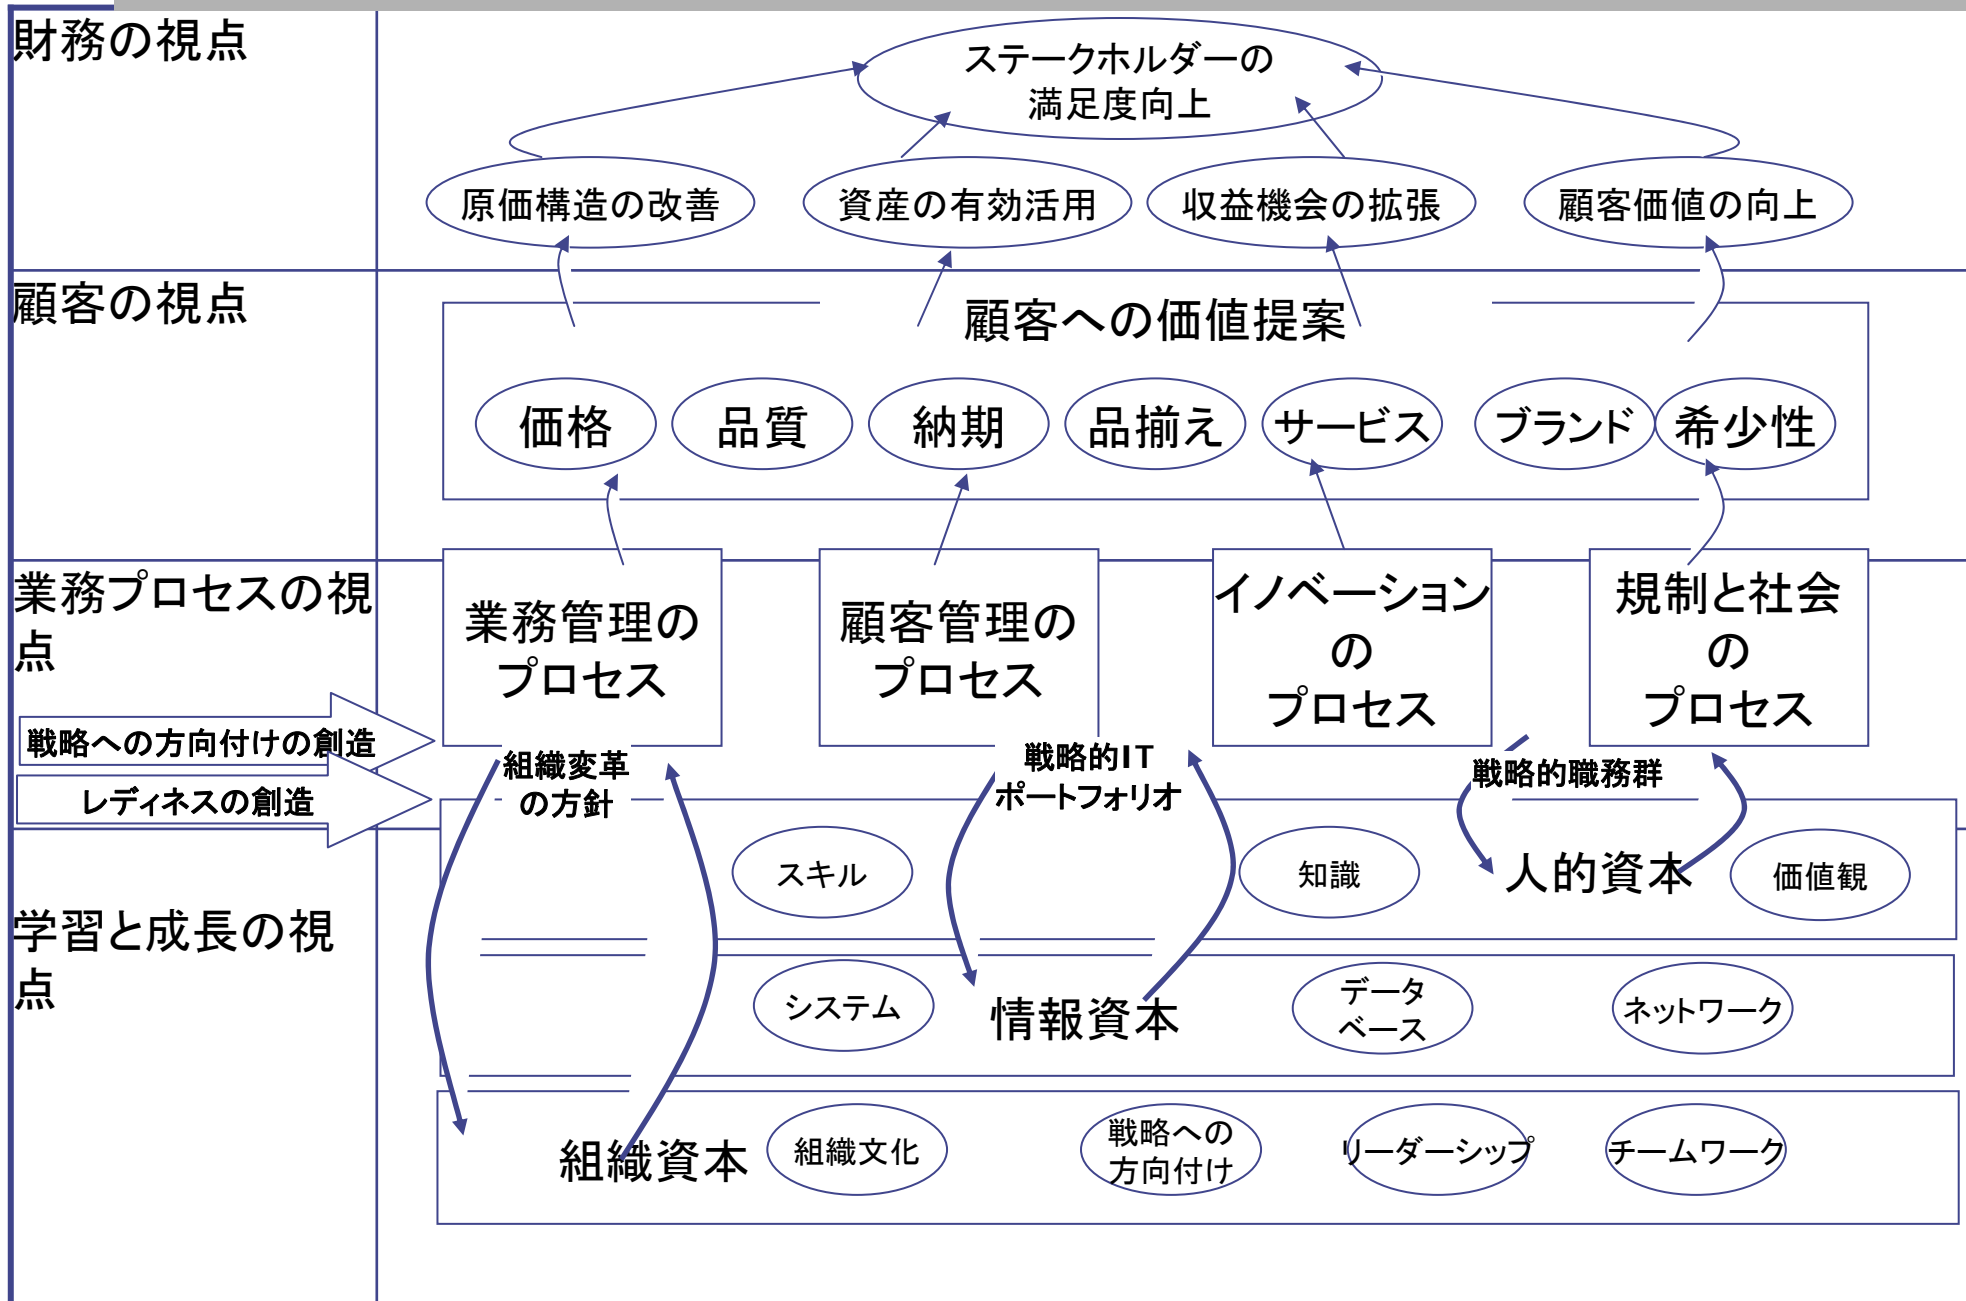 財務の視点
ステークホルダーの
満足度向上
原価構造の改善
資産の有効活用
収益機会の拡張
顧客価値の向上
顧客の視点
顧客への価値提案
価格
品質
納期
品揃え
サービス
ブランド
希少性
業務プロセスの視
点
業務管理の
プロセス
顧客管理の
プロセス
イノベーション
の
プロセス
規制と社会
の
プロセス
戦略への方向付けの創造
レディネスの創造
組織変革
の方針
戦略的IT
ポートフォリオ
戦略的職務群
学習と成長の視
点
スキル
知識
人的資本
価値観
システム
情報資本
データ
ベース
ネットワーク
組織資本
組織文化
戦略への
方向付け
リーダーシップ
チームワーク